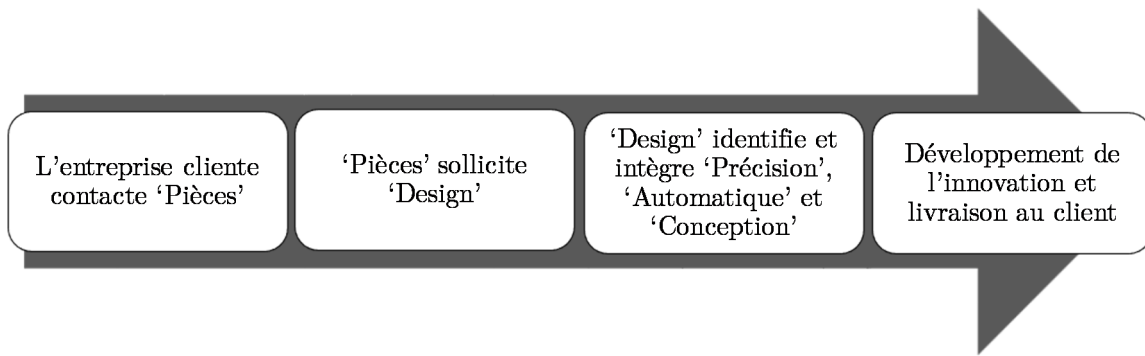 L'entreprise cliente
contacte ‘Pièces’
‘Pièces’ sollicite
‘Design’
‘Design’ identifie et
intègre ‘Précision’,
‘Automatique’ et
‘Conception’
Développement de
l'innovation et
livraison au client